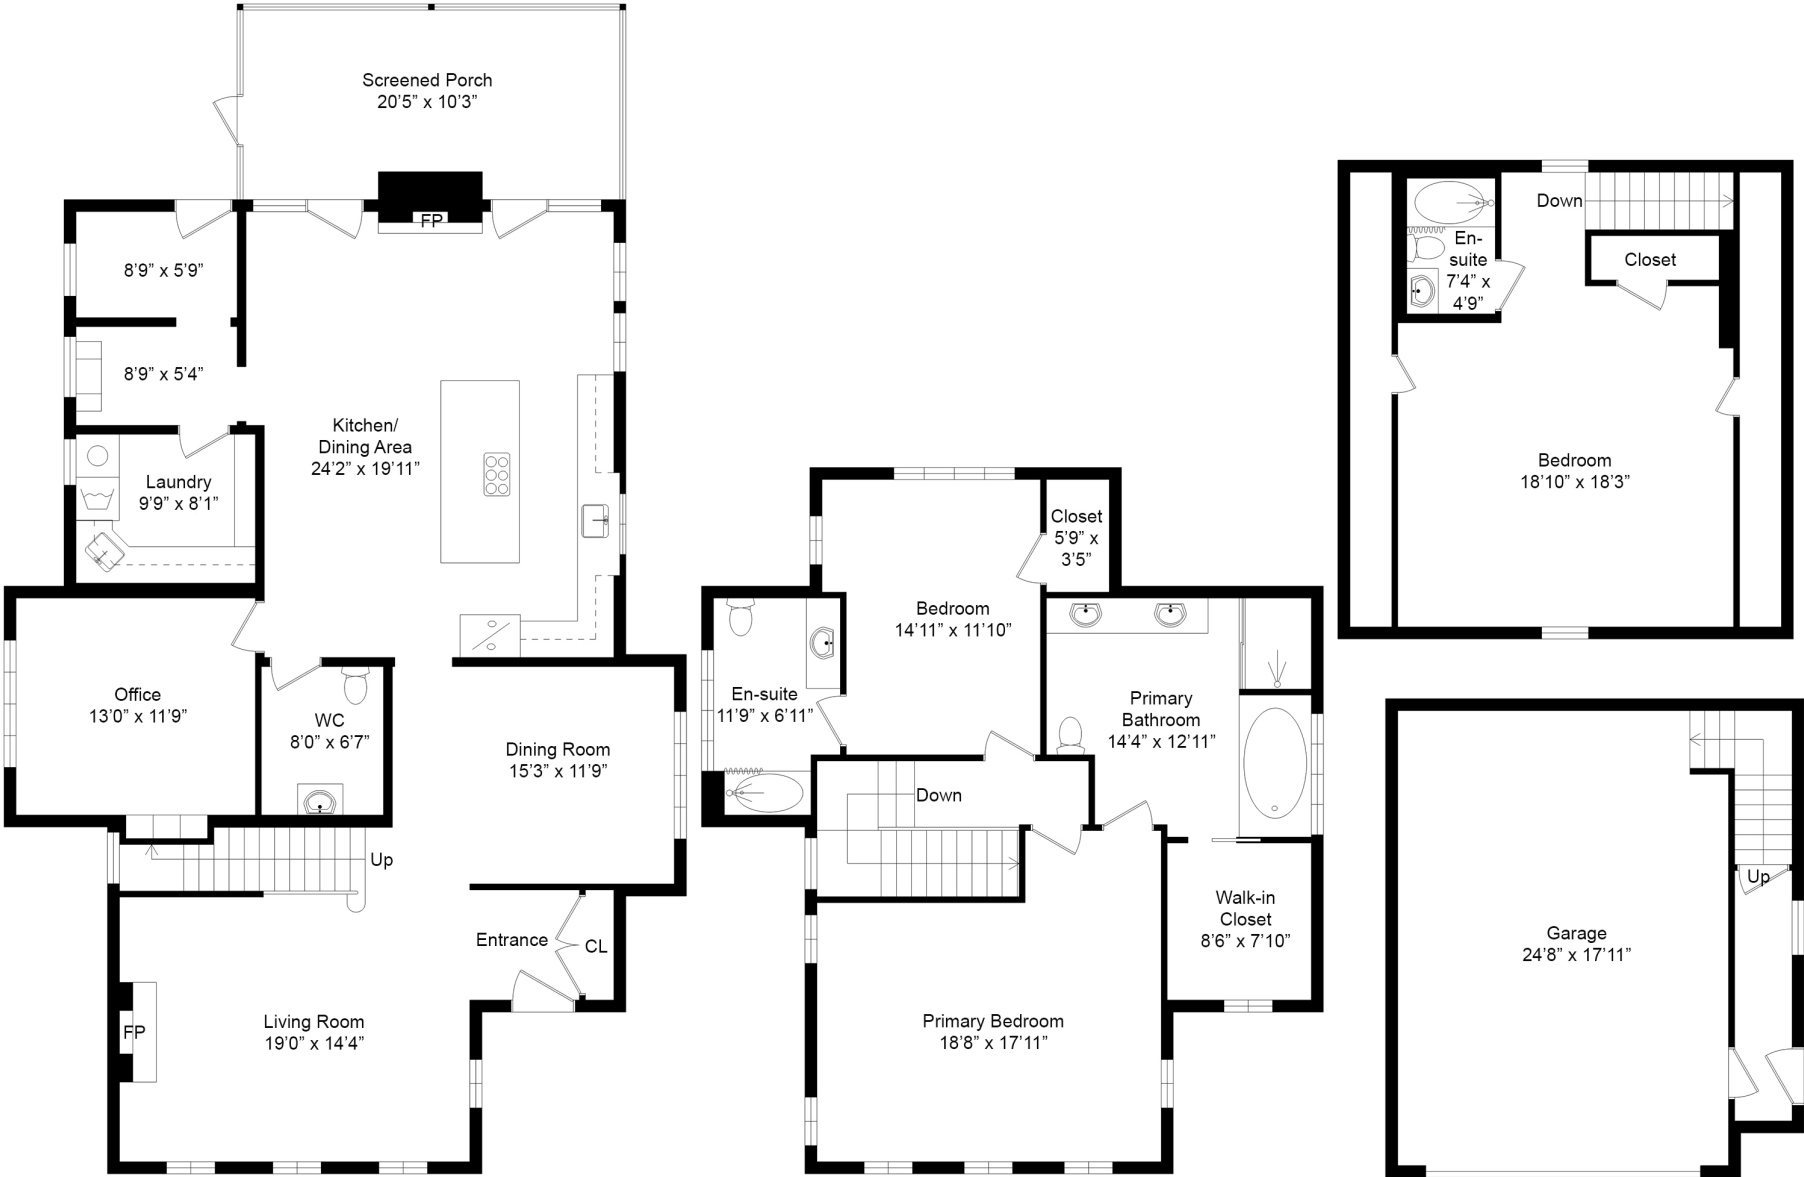 Screened Porch
20’5” x 10’3”
FP
8’9” x 5’9”
8’9” x 5’4”
Kitchen/
Dining Area
24’2” x 19’11”
Laundry
9’9” x 8’1”
Office
13’0” x 11’9”
WC
8’0” x 6’7”
Dining Room
15’3” x 11’9”
Up
Entrance
CL
FP
Living Room
19’0” x 14’4”
Closet
5’9” x
3’5”
Bedroom
14’11” x 11’10”
En-suite
11’9” x 6’11”
Primary
Bathroom
14’4” x 12’11”
Down
Walk-in
Closet
8’6” x 7’10”
Primary Bedroom
18’8” x 17’11”
Down
En-
suite
7’4” x
4’9”
Closet
Bedroom
18’10” x 18’3”
Up
Garage
24’8” x 17’11”